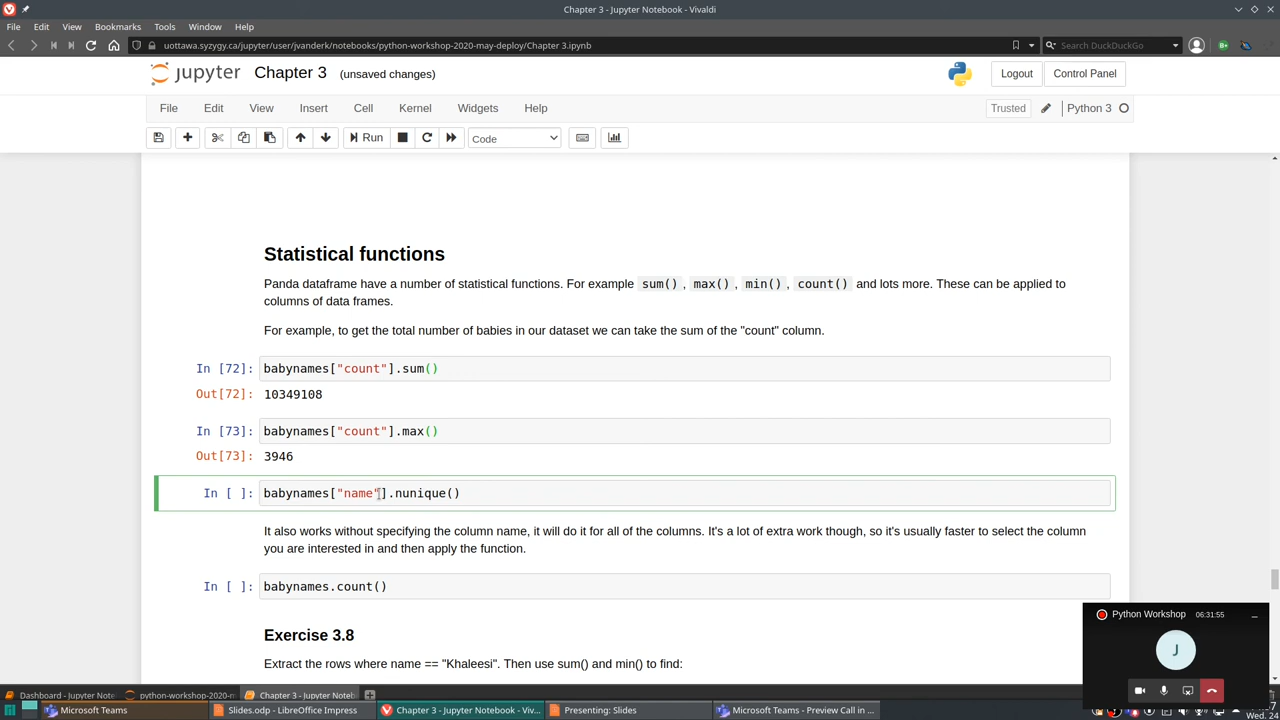 Chapter 3 - Jupyter Notebook - Vivaldi
File Edit View Bookmarks Tools Window Help
uottawa.syzygy.ca/jupyter/user/jvanderk/notebooks/python-workshop-2020-may-deploy/Chapter 3.ipynb
Search DuckDuckGo
jupyter Chapter 3 (unsaved changes)
Logout Control Panel
File Edit View Insert Cell Kernel Widgets Help
Trusted Python 3
Run Code
Statistical functions
Panda dataframe have a number of statistical functions. For example sum() , max() , min() , count() and lots more. These can be applied to
columns of data frames.
For example, to get the total number of babies in our dataset we can take the sum of the "count" column.
In [72]: babynames["count"].sum()
Out[72]: 10349108
In [73]: babynames["count"].max()
Out[73]: 3946
In [ ]: babynames["name"].nunique()
It also works without specifying the column name, it will do it for all of the columns. It's a lot of extra work though, so it's usually faster to select the column
you are interested in and then apply the function.
In [ ]: babynames.count()
Exercise 3.8
Extract the rows where name == "Khaleesi". Then use sum() and min() to find:
Python Workshop 06:31:55
J
Dashboard - Jupyter Note python-workshop-2020-m Chapter 3 - Jupyter Noteb
Microsoft Teams Slides.odp - LibreOffice Impress Chapter 3 - Jupyter Notebook - Viv... Presenting: Slides Microsoft Teams - Preview Call in ...
Wed, 24